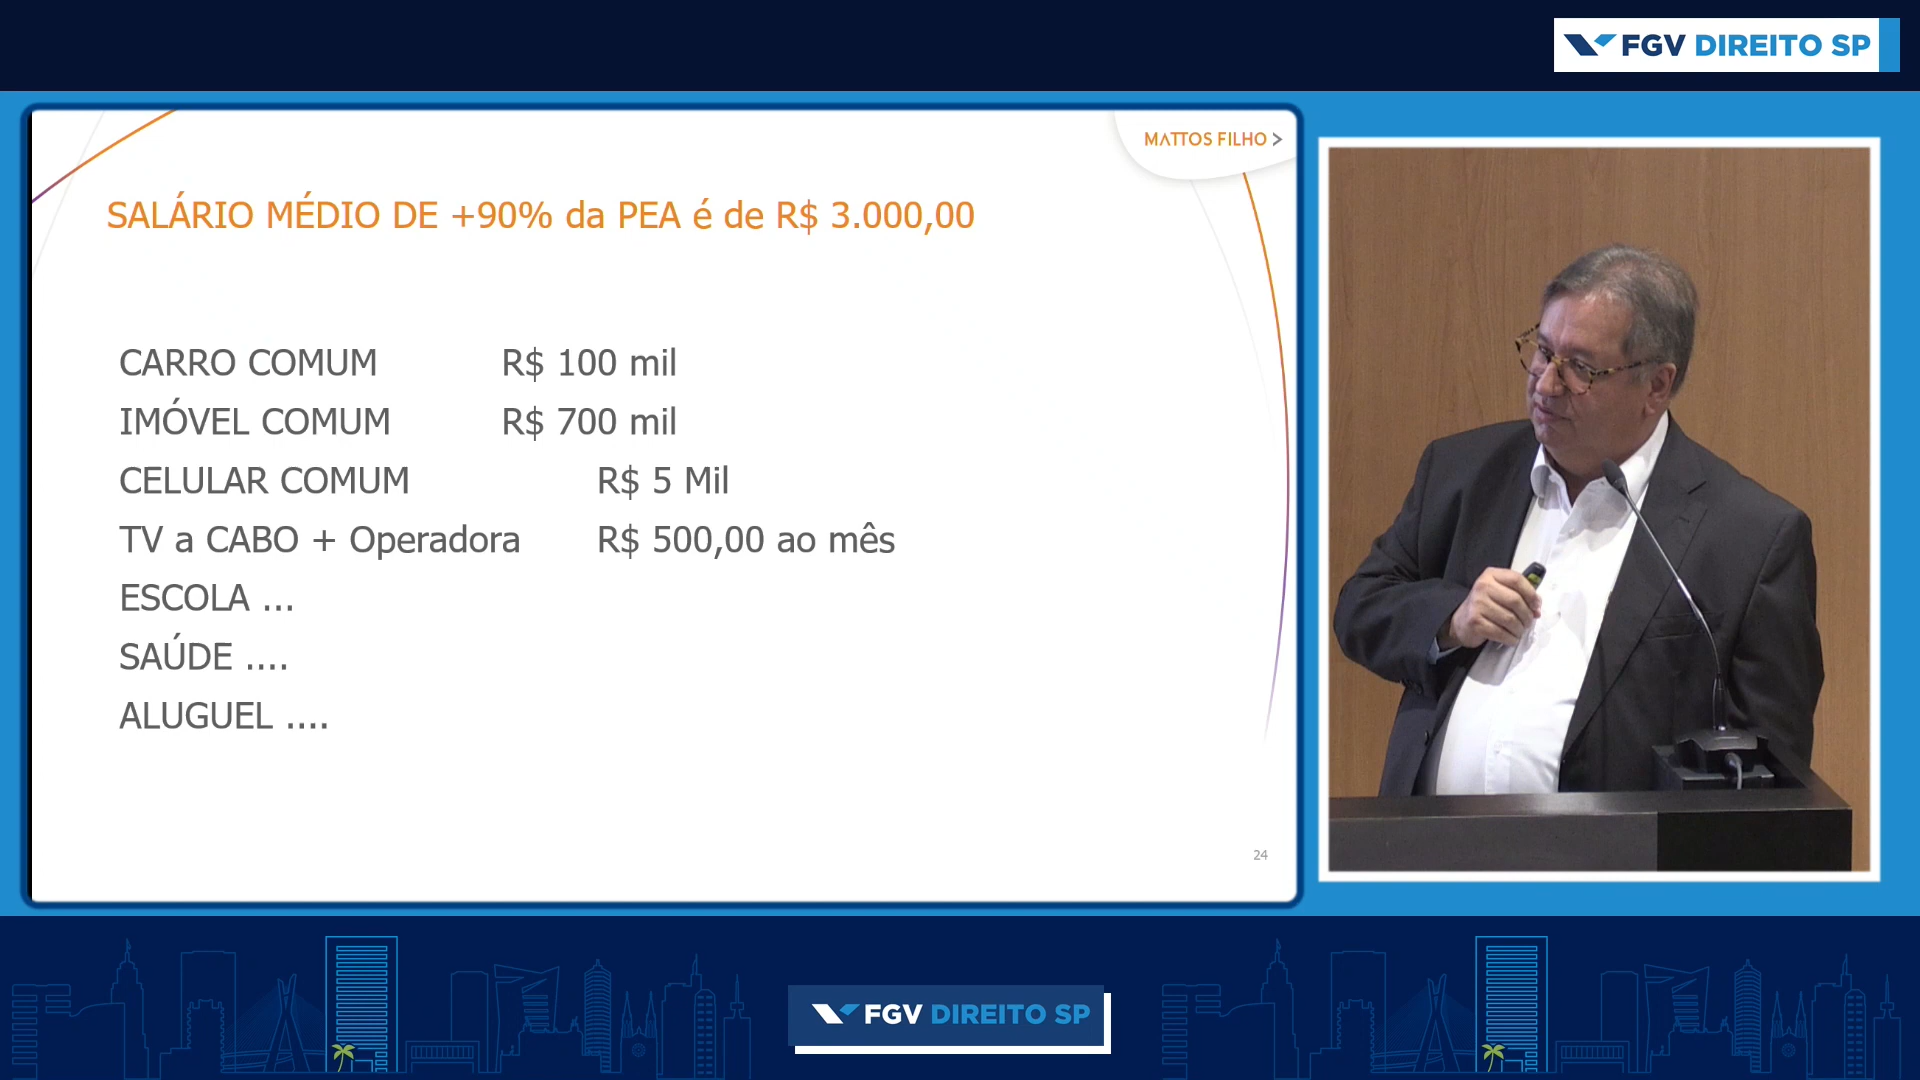 FGV DIREITO SP
MATTOS FILHO >
SALÁRIO MÉDIO DE +90% da PEA é de R$ 3.000,00
CARRO COMUM R$ 100 mil
IMÓVEL COMUM R$ 700 mil
CELULAR COMUM R$ 5 Mil
TV a CABO + Operadora R$ 500,00 ao mês
ESCOLA ...
SAÚDE ....
ALUGUEL ....
24
FGV DIREITO SP